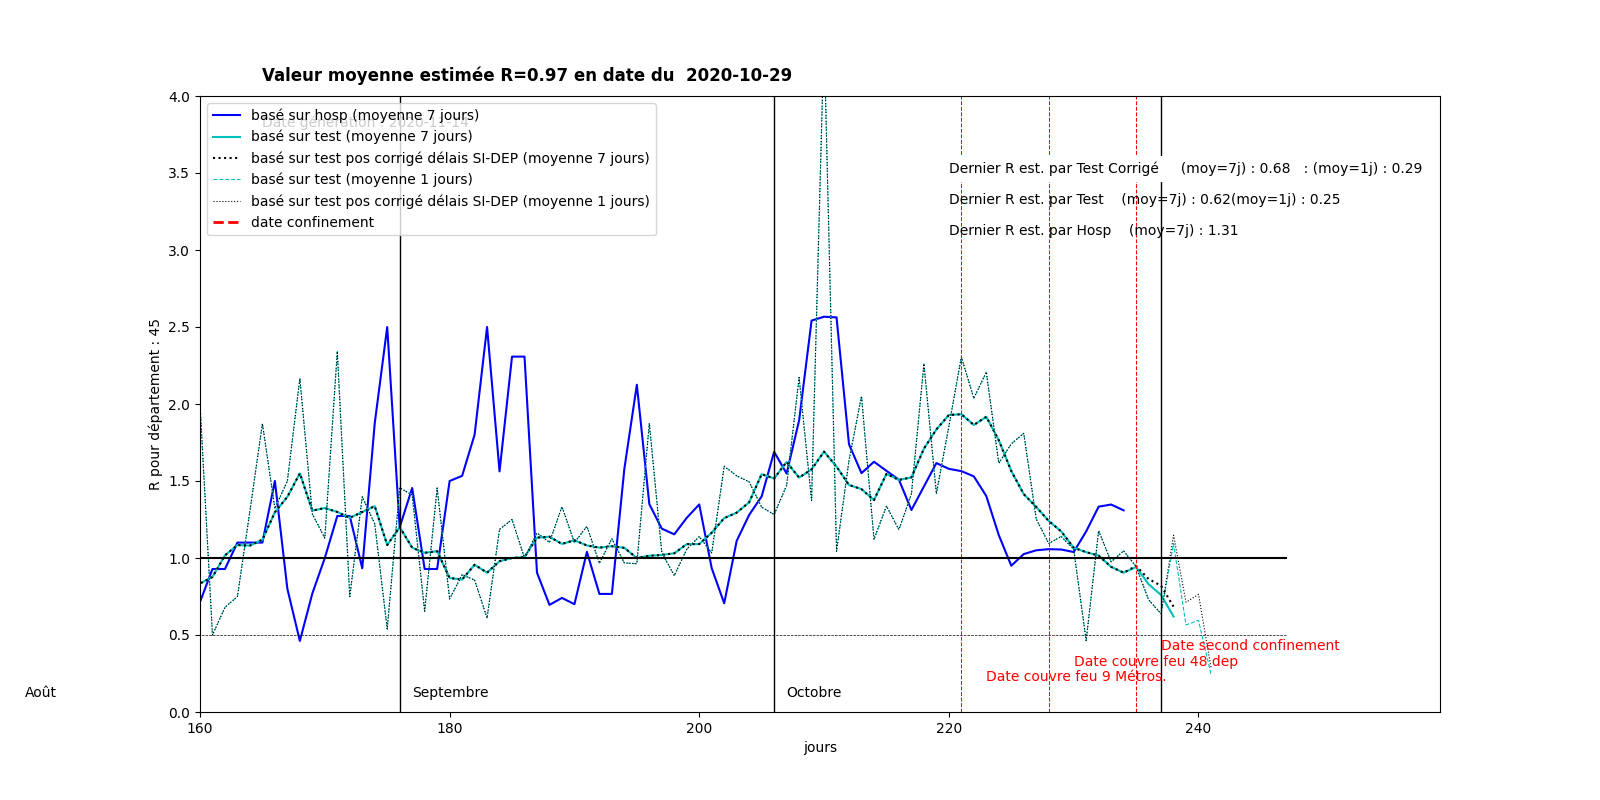 Valeur moyenne estimée R=0.97 en date du  2020-10-29
4.0
3.5
3.0
2.5
2.0
1.5
1.0
0.5
0.0
R pour département : 45
basé sur hosp (moyenne 7 jours)
Date génération : 2020-11-14
basé sur test (moyenne 7 jours)
basé sur test pos corrigé délais SI-DEP (moyenne 7 jours)
basé sur test (moyenne 1 jours)
basé sur test pos corrigé délais SI-DEP (moyenne 1 jours)
date confinement
Dernier R est. par Test Corrigé     (moy=7j) : 0.68   : (moy=1j) : 0.29
Dernier R est. par Test    (moy=7j) : 0.62(moy=1j) : 0.25
Dernier R est. par Hosp    (moy=7j) : 1.31
Date second confinement
Date couvre feu 48 dep
Date couvre feu 9 Métros.
Août
Septembre
Octobre
160
180
200
220
240
jours